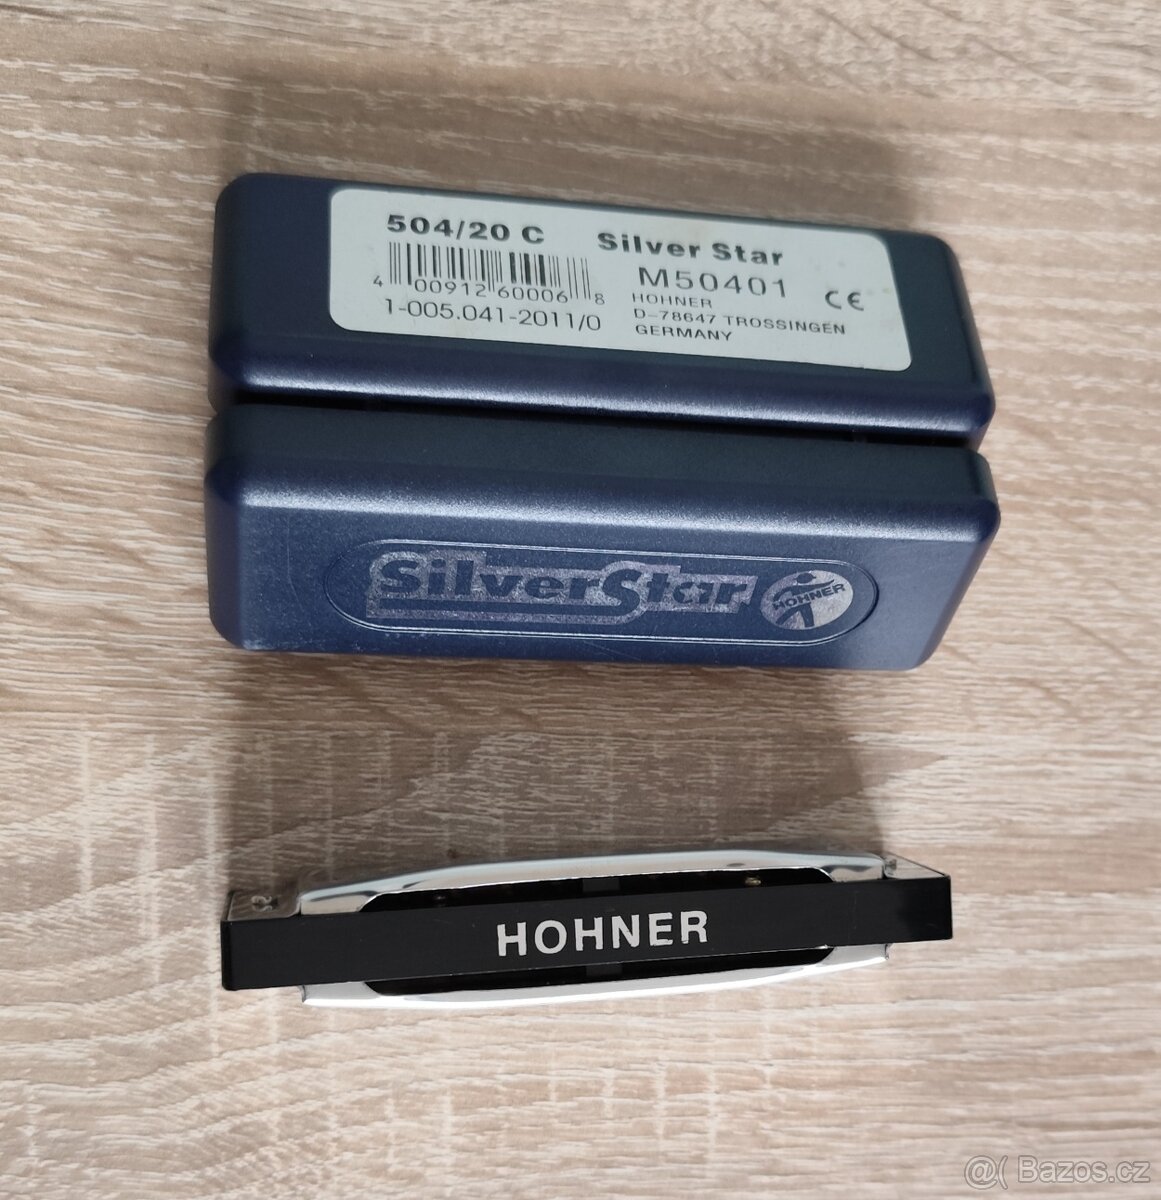 504/20 C Silver Star
4 00912 60006 8
M50401
1-005.041-2011/0
HOHNER
D-78647 TROSSINGEN
GERMANY
CE
SilverStar
HOHNER
HOHNER
@( Bazos.cz